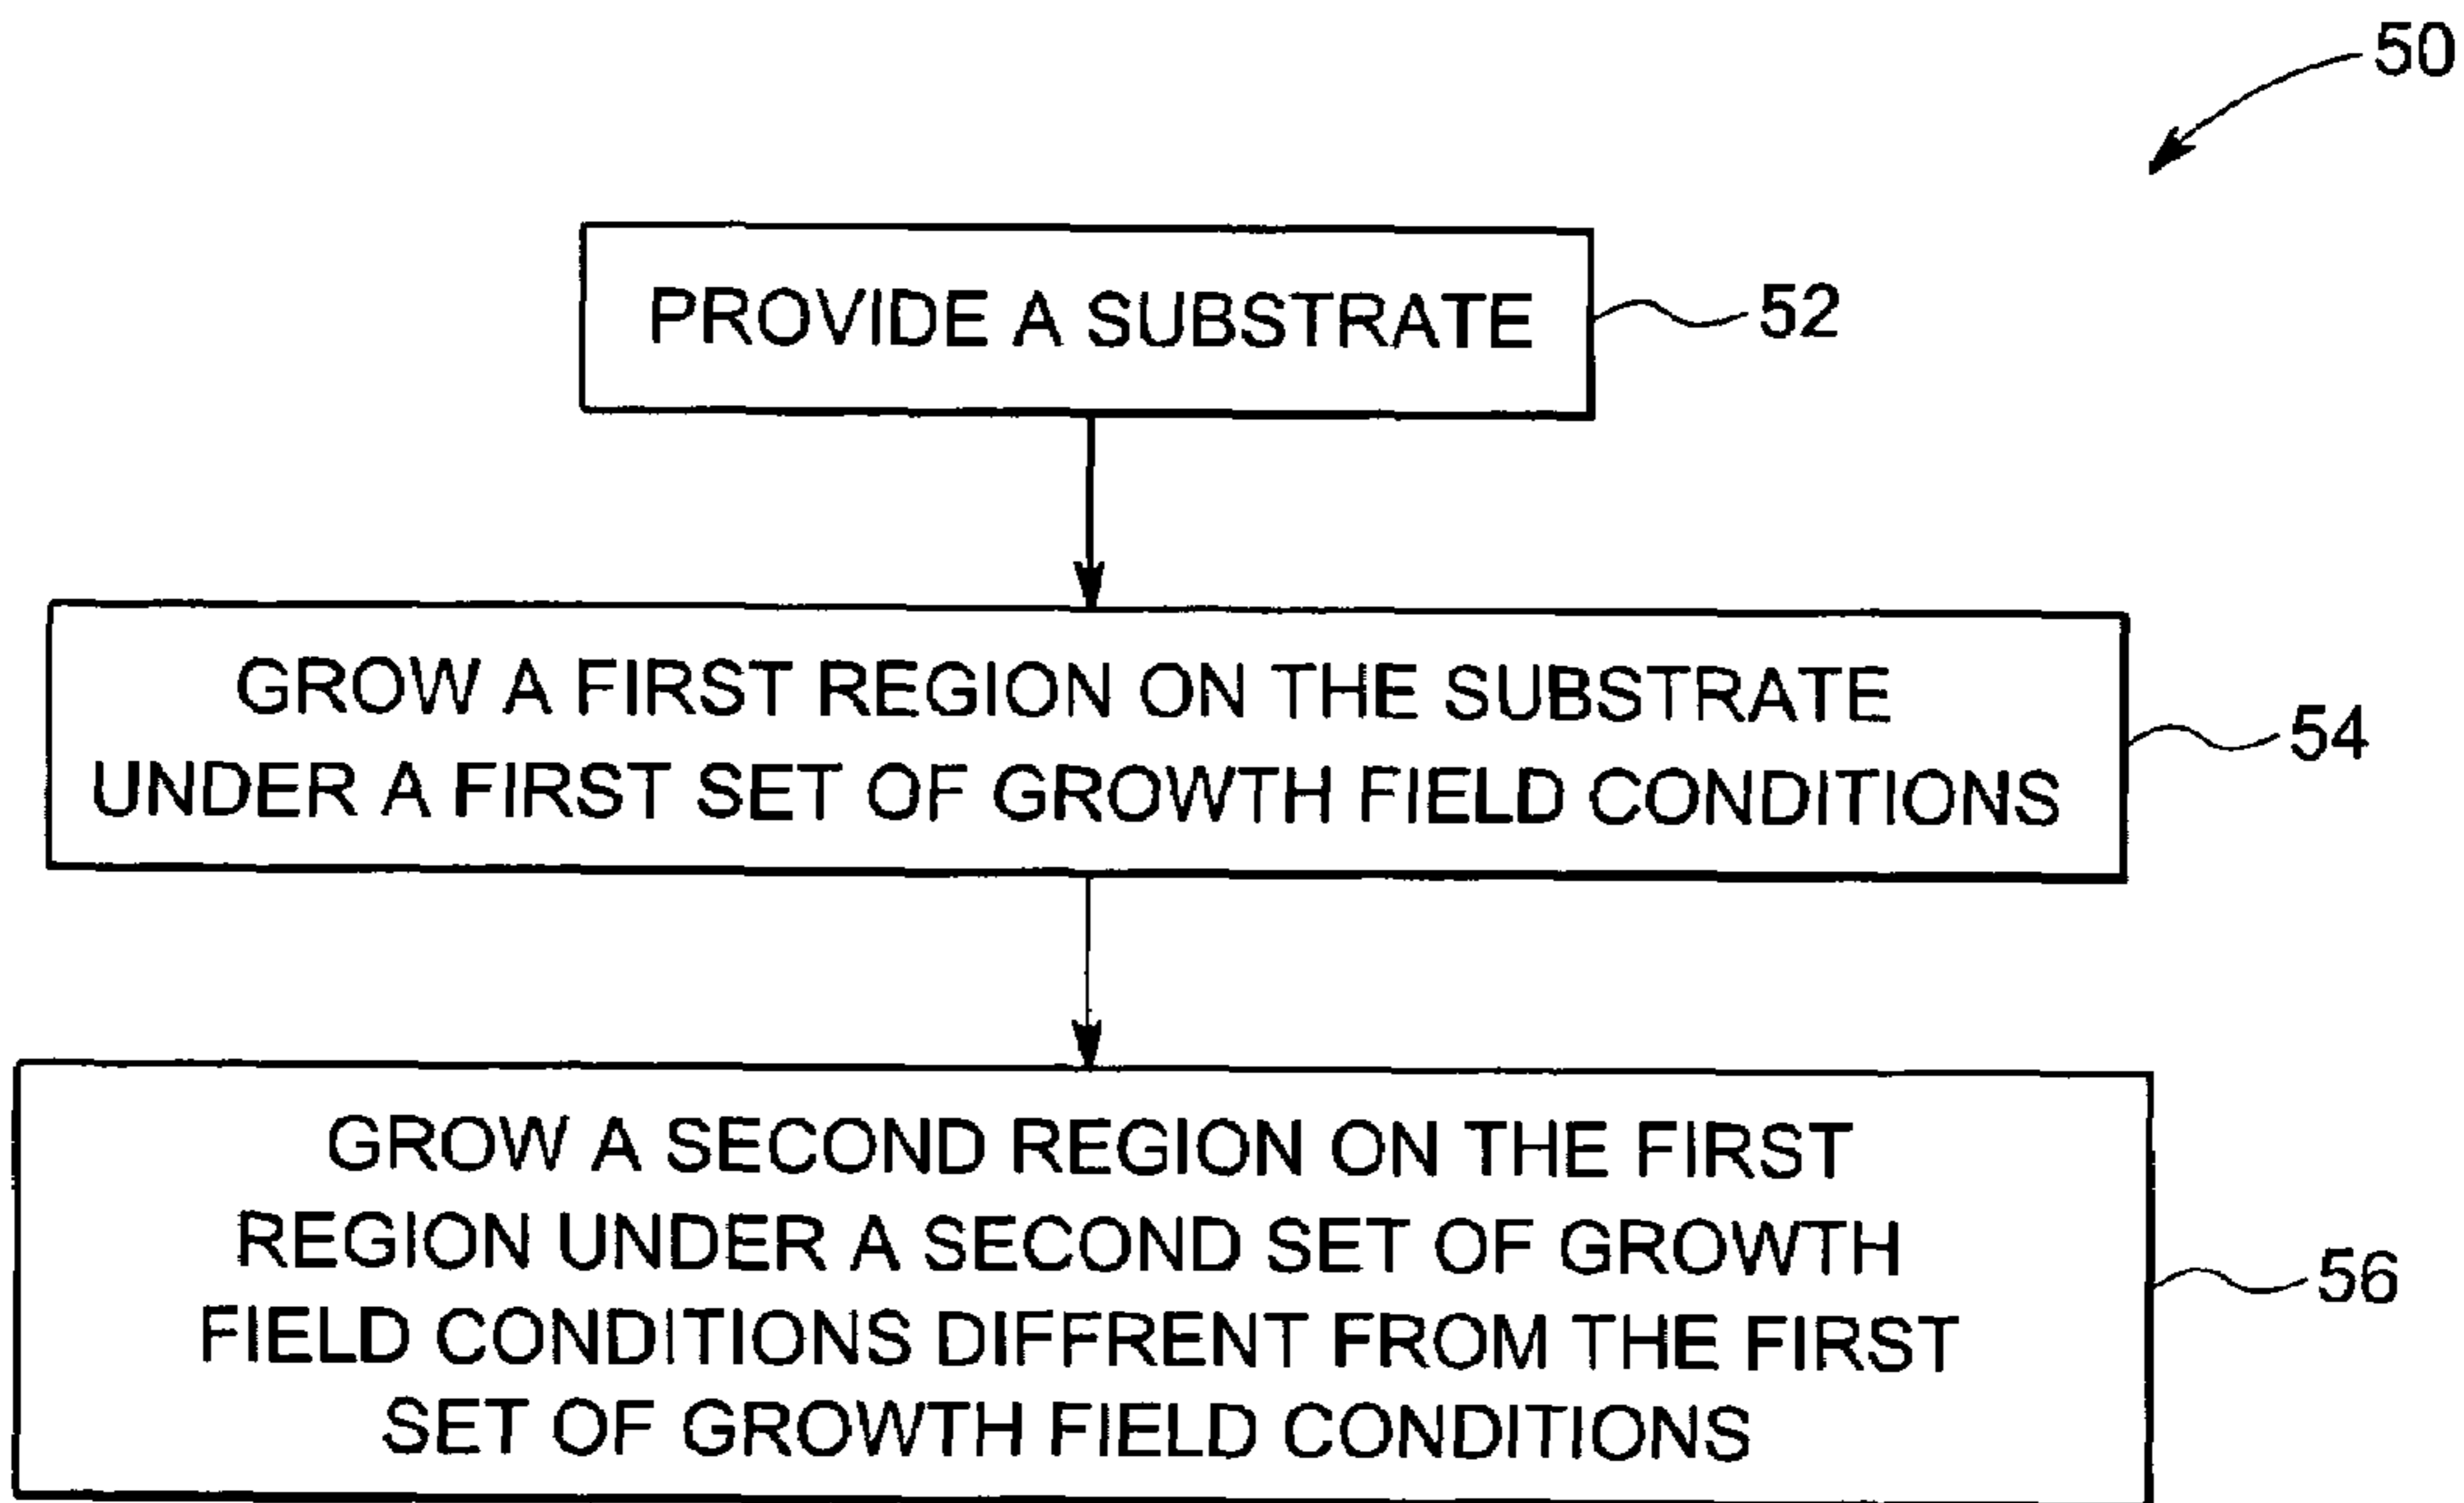 50
PROVIDE A SUBSTRATE
52
GROW A FIRST REGION ON THE SUBSTRATE
UNDER A FIRST SET OF GROWTH FIELD CONDITIONS
54
GROW A SECOND REGION ON THE FIRST
REGION UNDER A SECOND SET OF GROWTH
FIELD CONDITIONS DIFFRENT FROM THE FIRST
SET OF GROWTH FIELD CONDITIONS
56